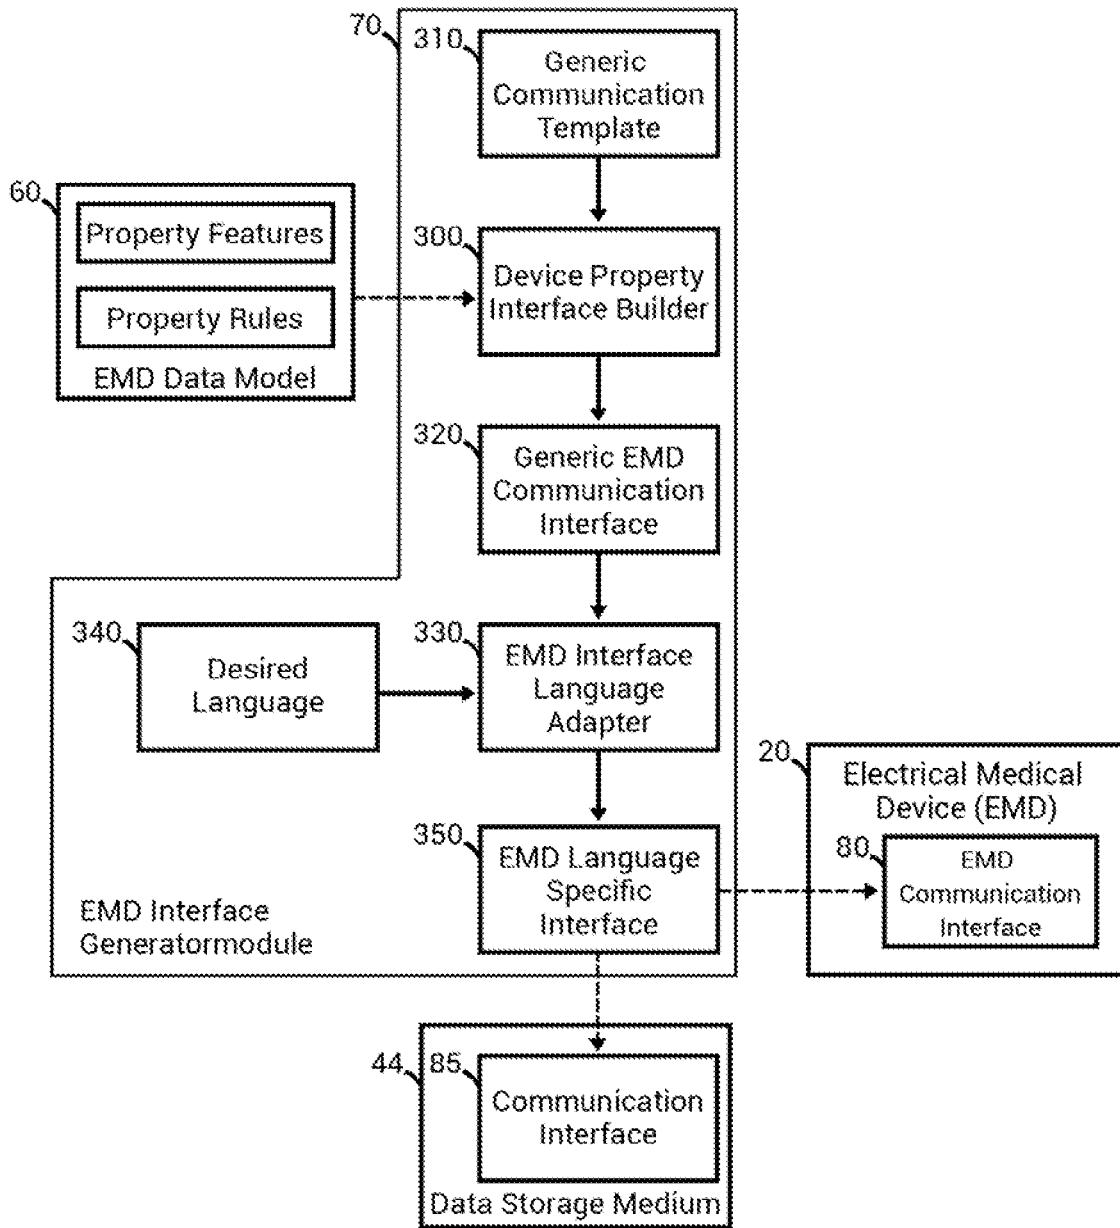 70
310
Generic
Communication
Template
60
Property Features
Property Rules
EMD Data Model
300
Device Property
Interface Builder
320
Generic EMD
Communication
Interface
340
Desired
Language
330
EMD Interface
Language
Adapter
350
EMD Language
Specific
Interface
EMD Interface
Generatormodule
20
Electrical Medical
Device (EMD)
80
EMD
Communication
Interface
44
85
Communication
Interface
Data Storage Medium